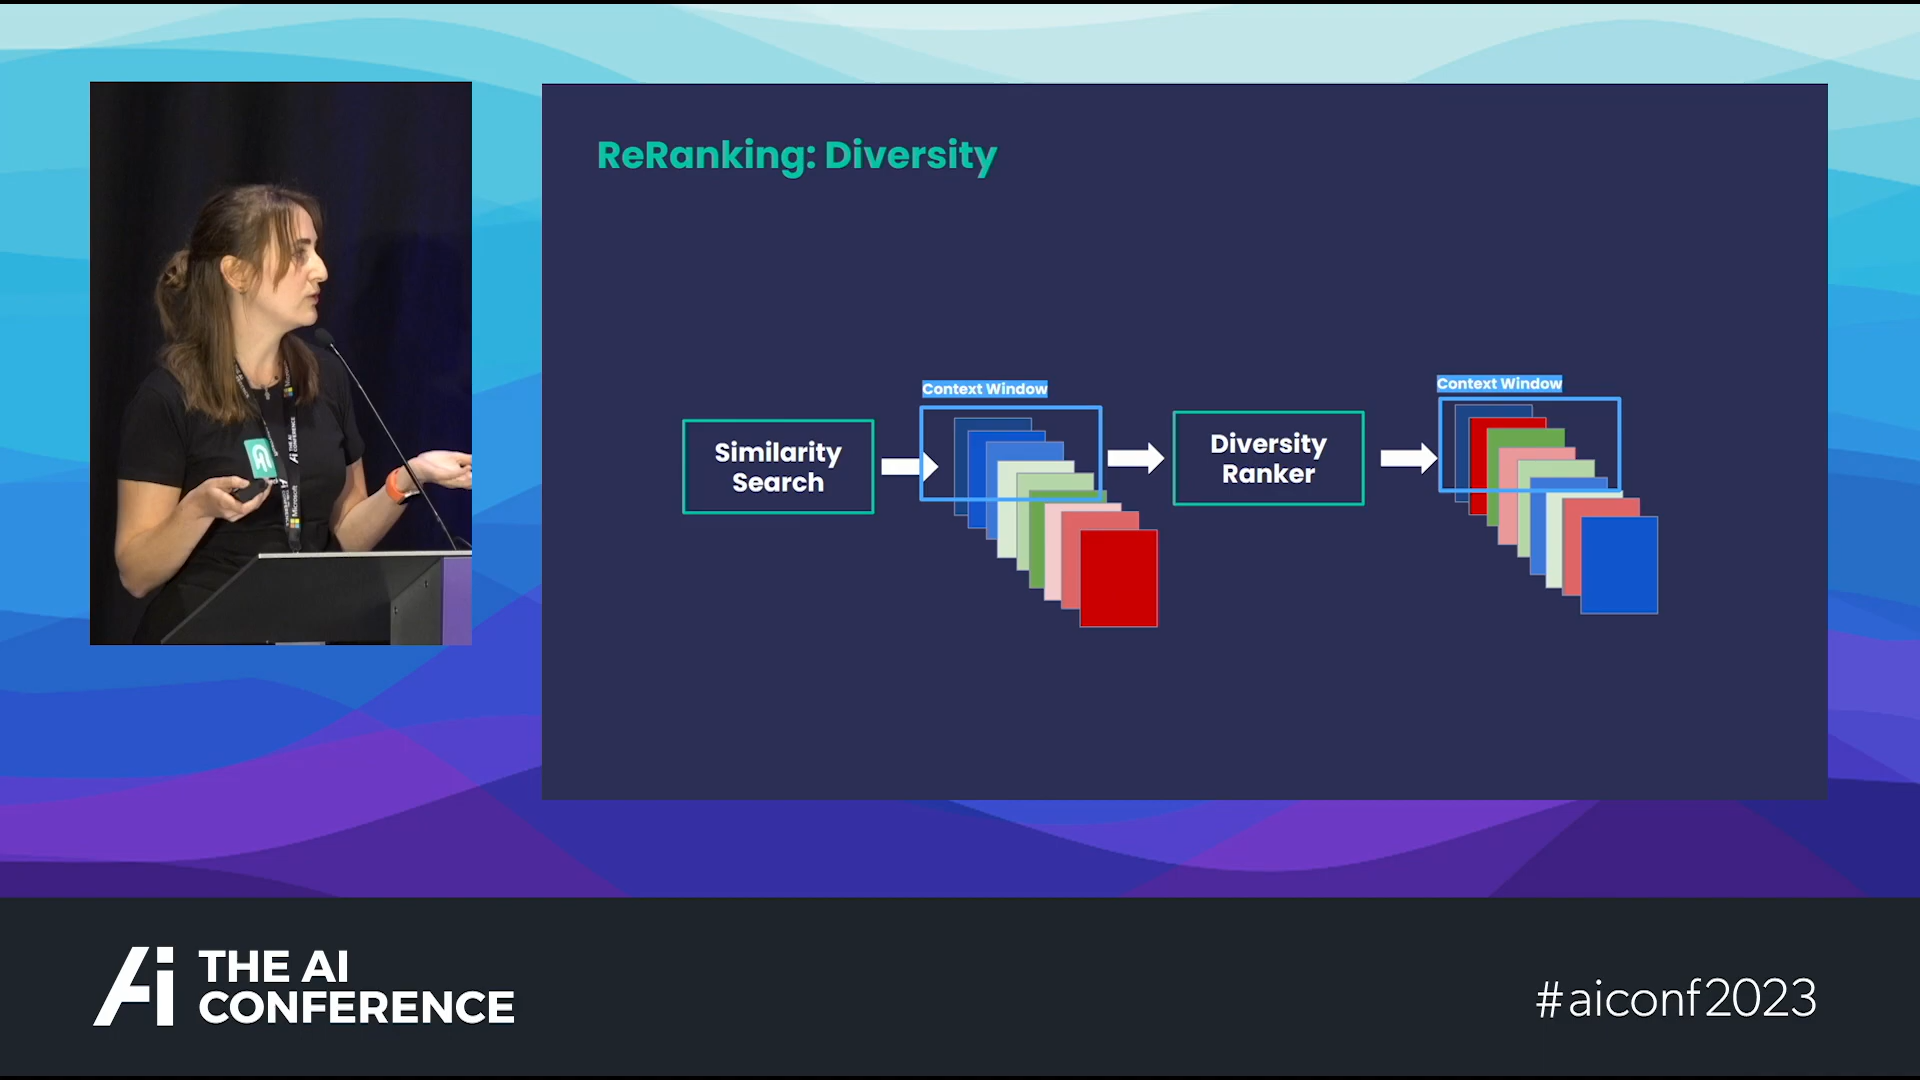 ReRanking: Diversity
Context Window
Context Window
Similarity
Search
Diversity
Ranker
THE AI
CONFERENCE
#aiconf2023